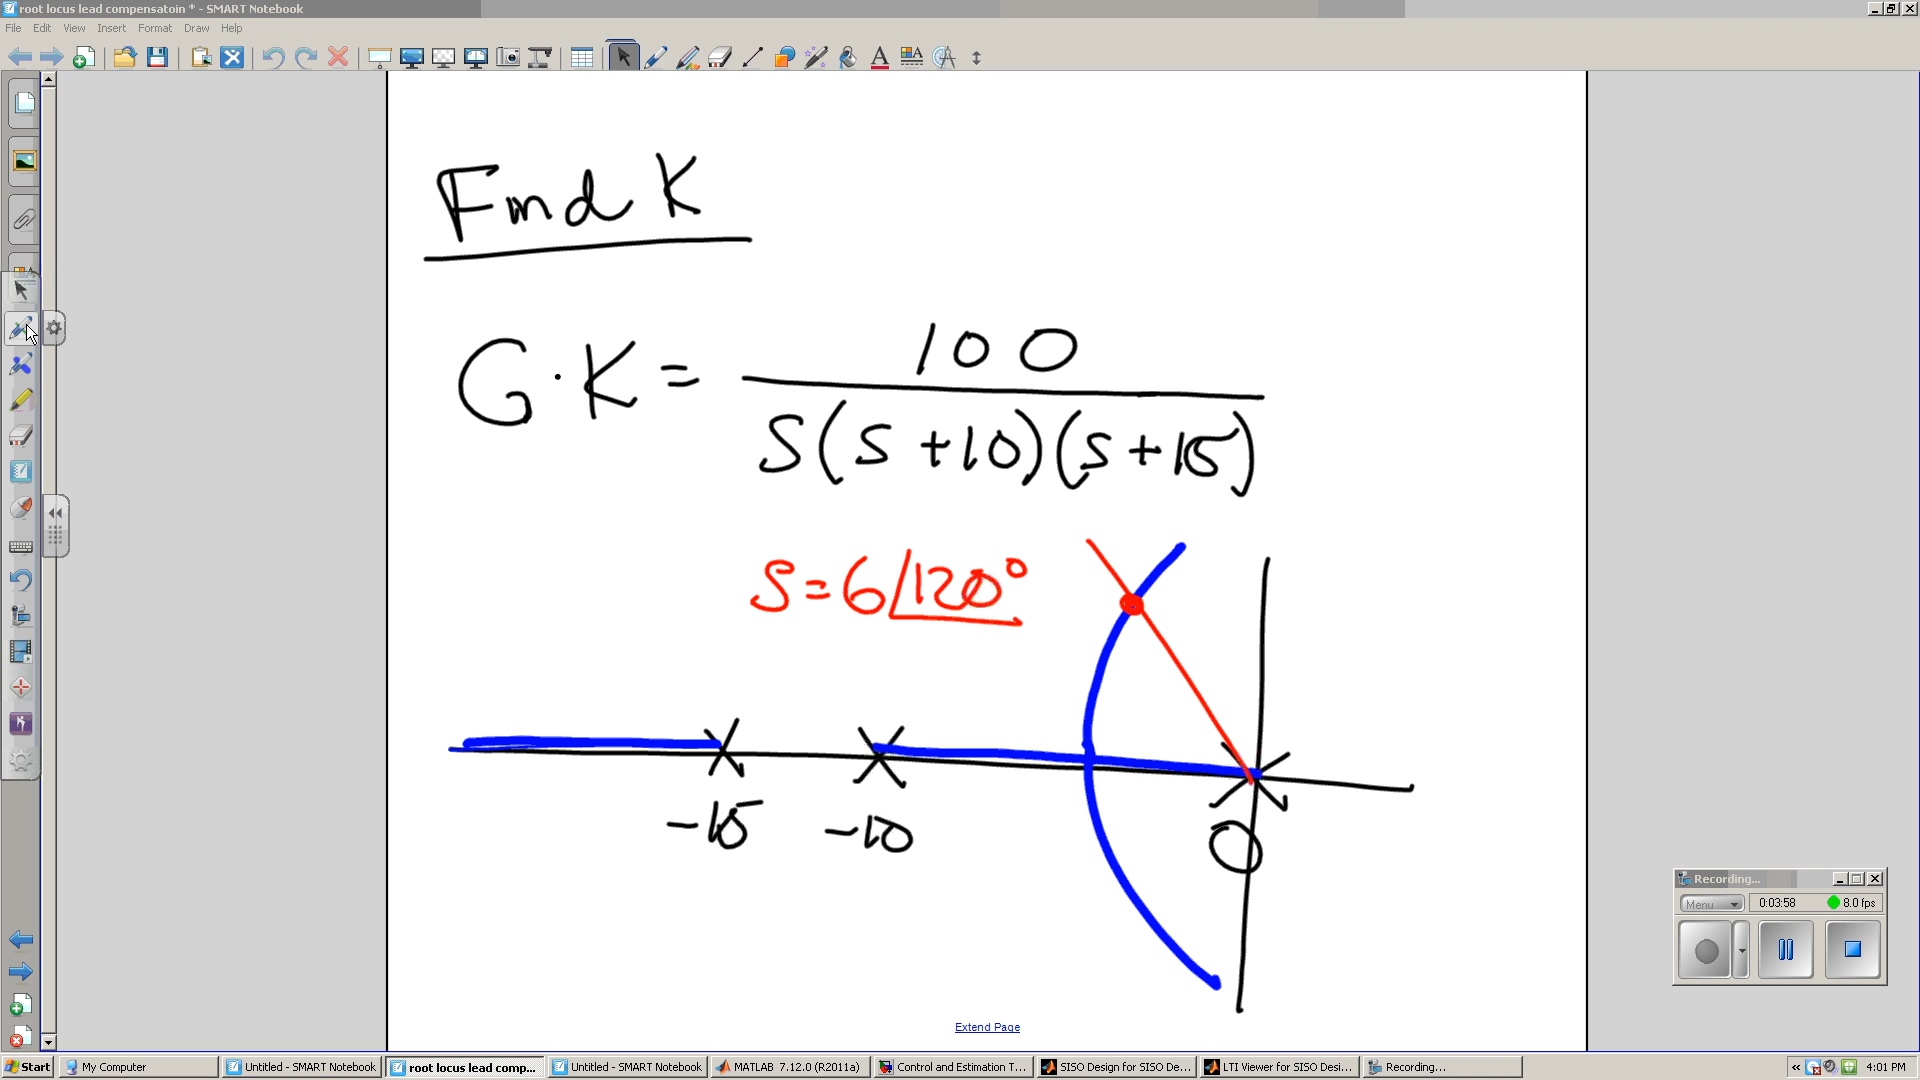 root locus lead compensatoin * - SMART Notebook
File Edit View Insert Format Draw Help
Find K
G·K = 100
S(S+10)(S+15)
S=6∠120°
-15 -10 0
Recording...
Menu 0:03:58 8.0 fps
Extend Page
Start My Computer Untitled - SMART Notebook root locus lead comp... Untitled - SMART Notebook MATLAB 7.12.0 (R2011a) Control and Estimation T... SISO Design for SISO De... LTI Viewer for SISO Desi... Recording... « 4:01 PM